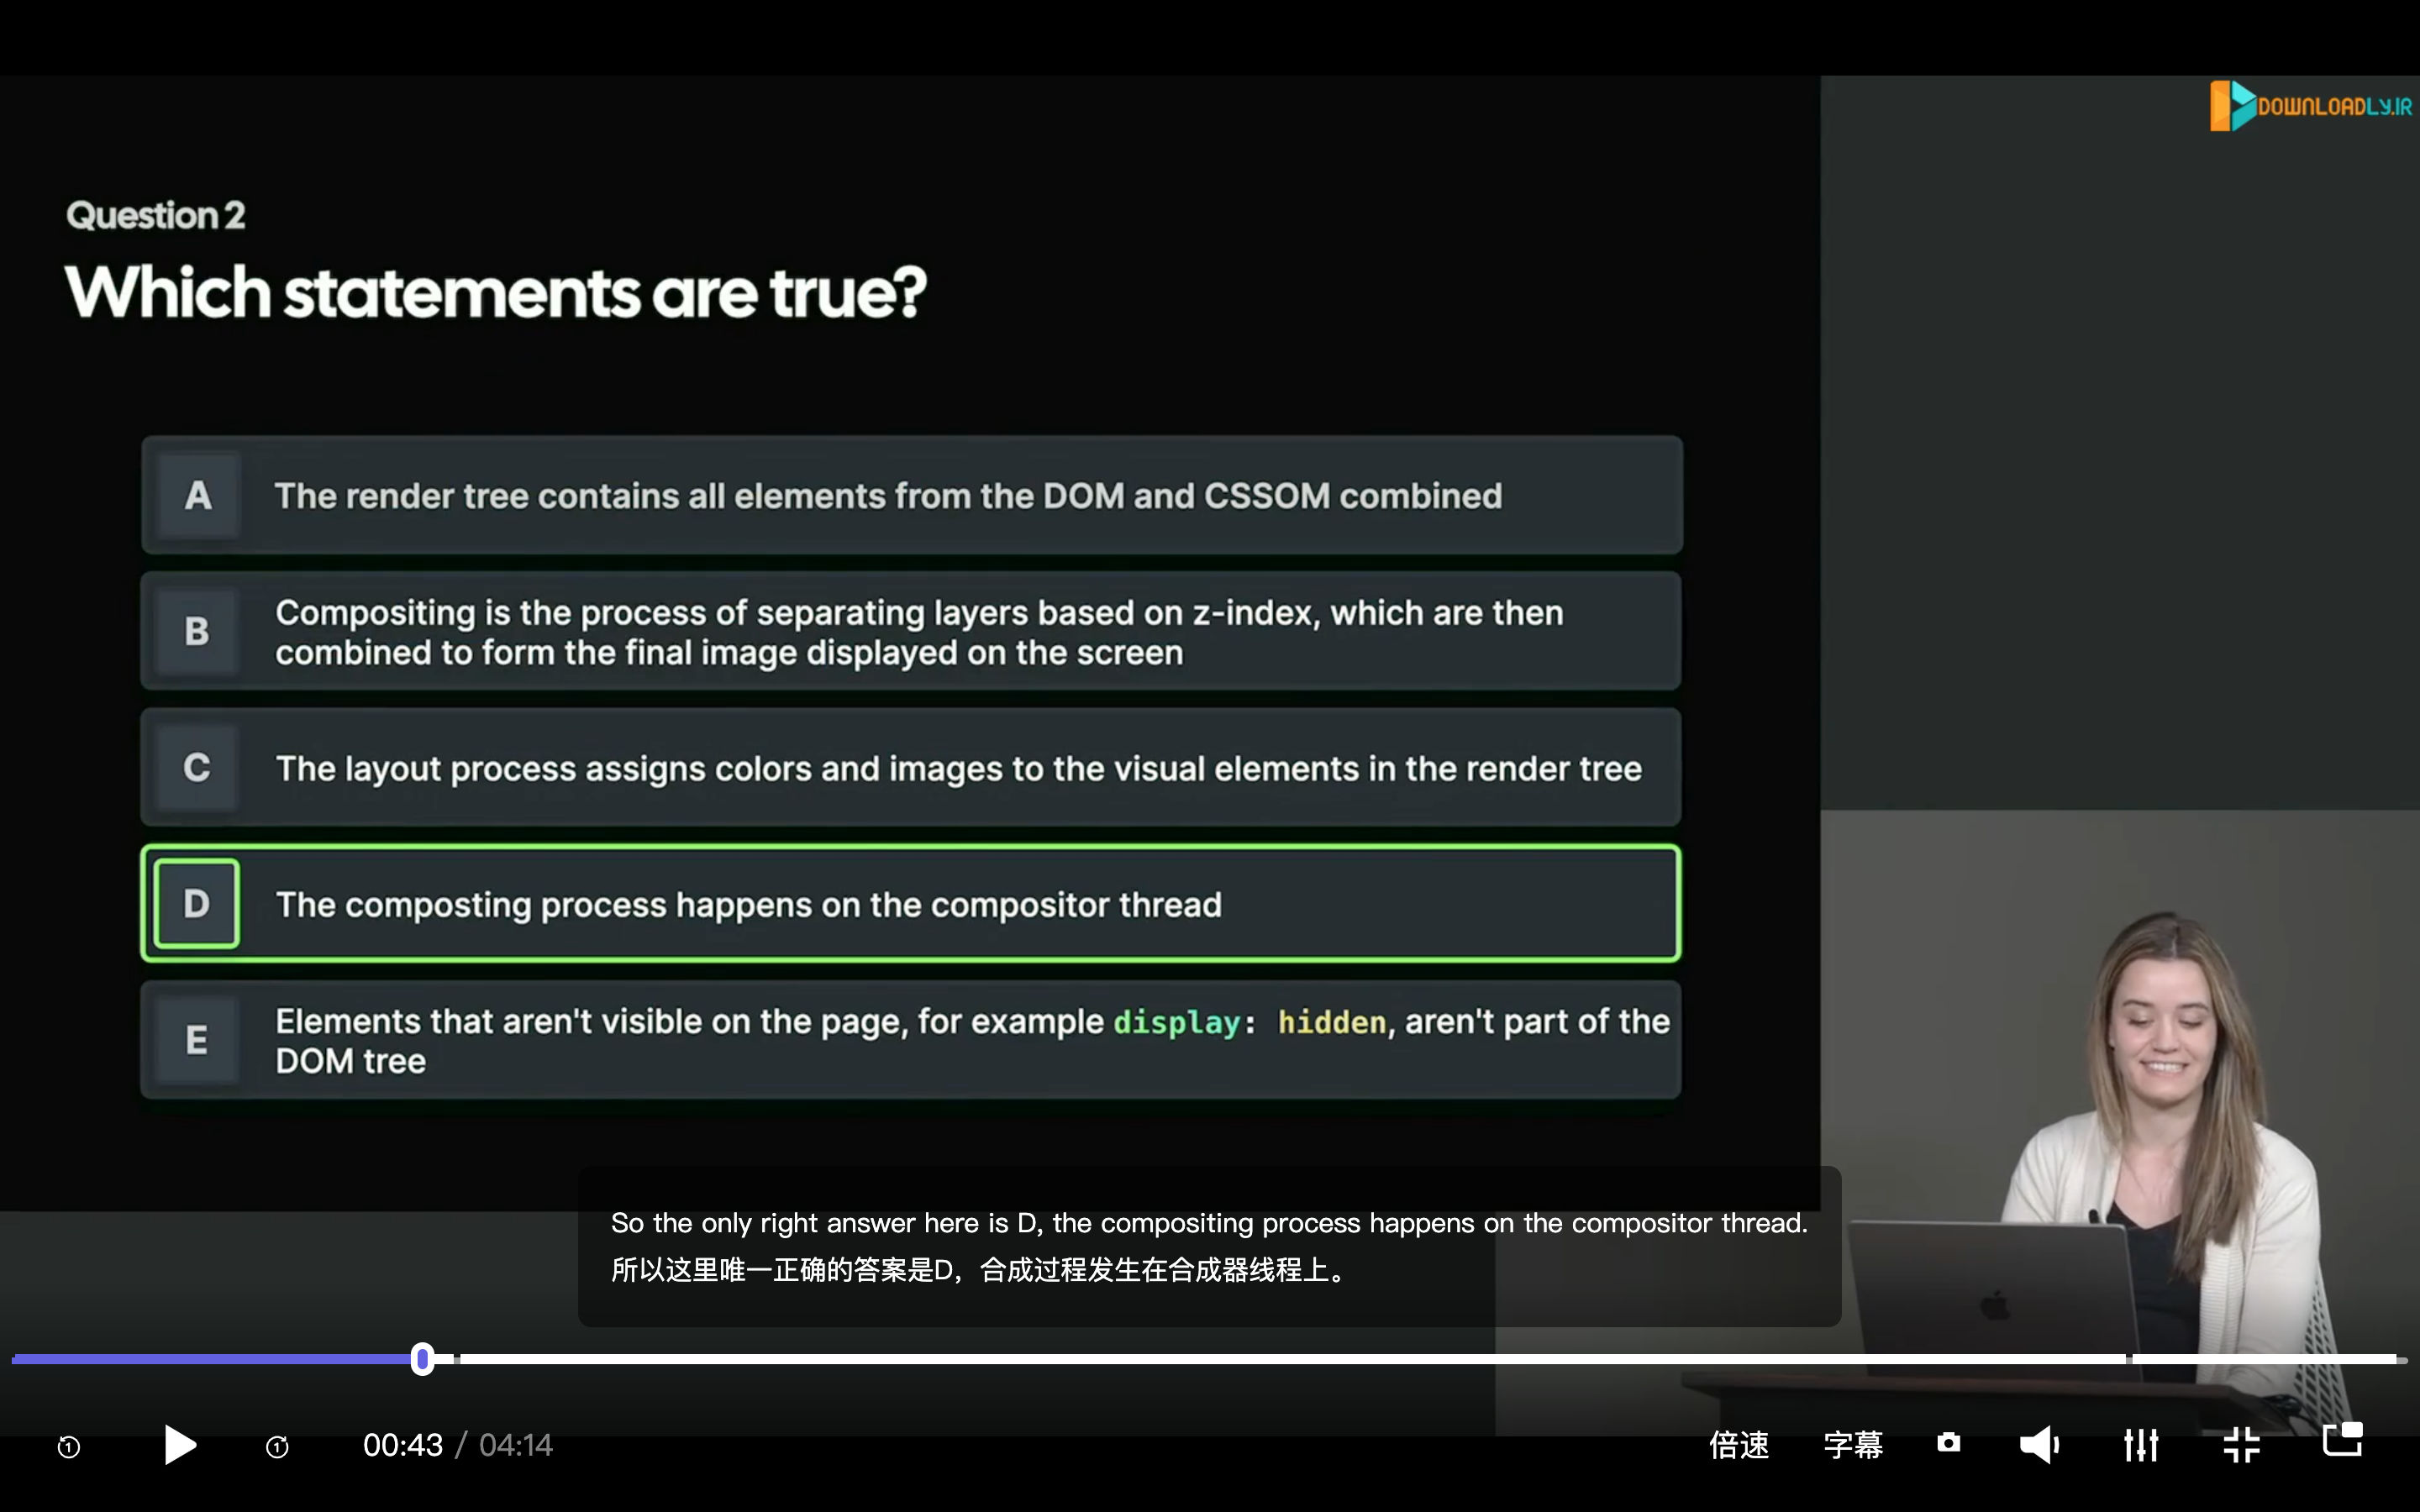 DOWNLOADLY.IR
Question 2
Which statements are true?
A
The render tree contains all elements from the DOM and CSSOM combined
B
Compositing is the process of separating layers based on z-index, which are then
combined to form the final image displayed on the screen
C
The layout process assigns colors and images to the visual elements in the render tree
D
The composting process happens on the compositor thread
E
Elements that aren't visible on the page, for example display: hidden, aren't part of the
DOM tree
So the only right answer here is D, the compositing process happens on the compositor thread.
所以这里唯一正确的答案是D，合成过程发生在合成器线程上。
1
1
00:43 / 04:14
倍速
字幕